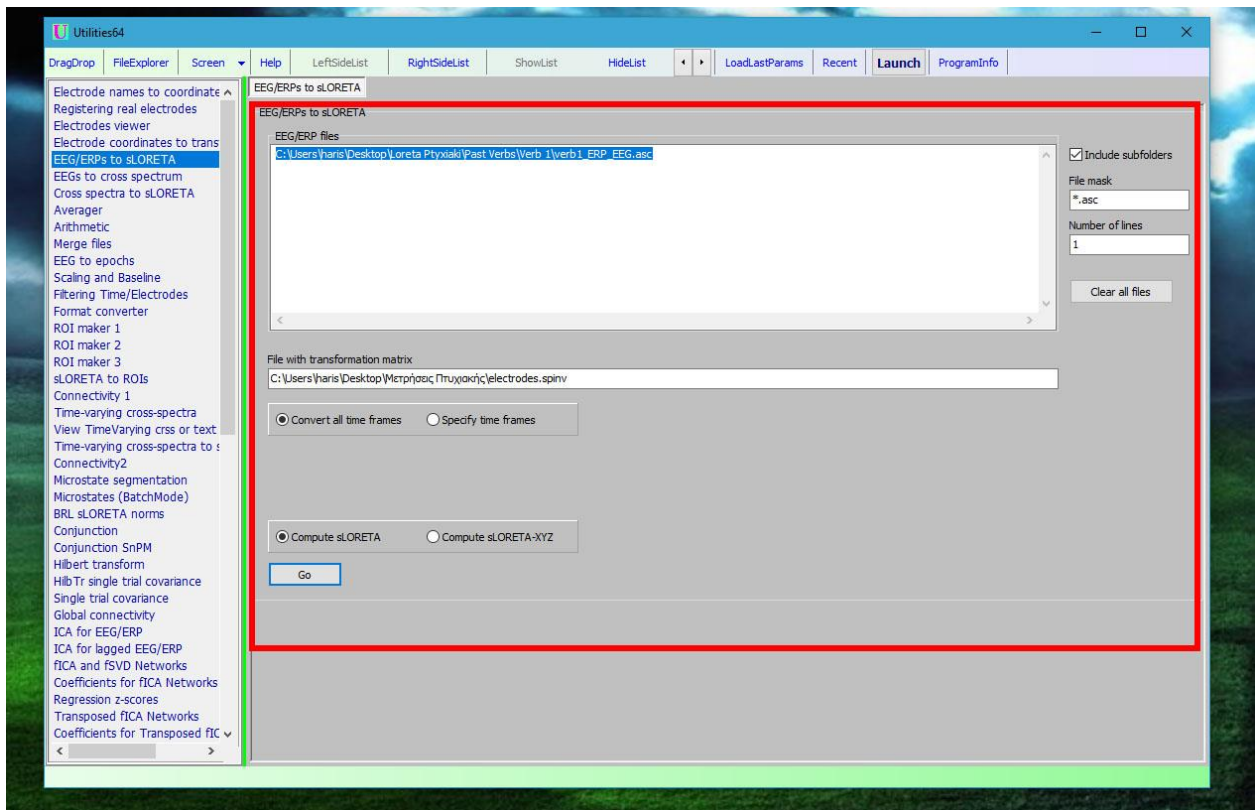 Utilities64
DragDrop FileExplorer Screen Help LeftSideList RightSideList ShowList HideList LoadLastParams Recent Launch ProgramInfo
Electrode names to coordinate
Registering real electrodes
Electrodes viewer
Electrode coordinates to trans
EEG/ERPs to sLORETA
EEGs to cross spectrum
Cross spectra to sLORETA
Averager
Arithmetic
Merge files
EEG to epochs
Scaling and Baseline
Filtering Time/Electrodes
Format converter
ROI maker 1
ROI maker 2
ROI maker 3
sLORETA to ROIs
Connectivity 1
Time-varying cross-spectra
View TimeVarying crss or text
Time-varying cross-spectra to s
Connectivity2
Microstate segmentation
Microstates (BatchMode)
BRL sLORETA norms
Conjunction
Conjunction SnPM
Hilbert transform
HilbTr single trial covariance
Single trial covariance
Global connectivity
ICA for EEG/ERP
ICA for lagged EEG/ERP
fICA and fSVD Networks
Coefficients for fICA Networks
Regression z-scores
Transposed fICA Networks
Coefficients for Transposed fIC
EEG/ERPs to sLORETA
EEG/ERPs to sLORETA
EEG/ERP files
C:\Users\haris\Desktop\Loreta Ptyxiaki\Past Verbs\Verb 1\verb1_ERP_EEG.asc
Include subfolders
File mask
*.asc
Number of lines
1
Clear all files
File with transformation matrix
C:\Users\haris\Desktop\Μετρήσεις Πτυχιακής\electrodes.spinv
Convert all time frames Specify time frames
Compute sLORETA Compute sLORETA-XYZ
Go